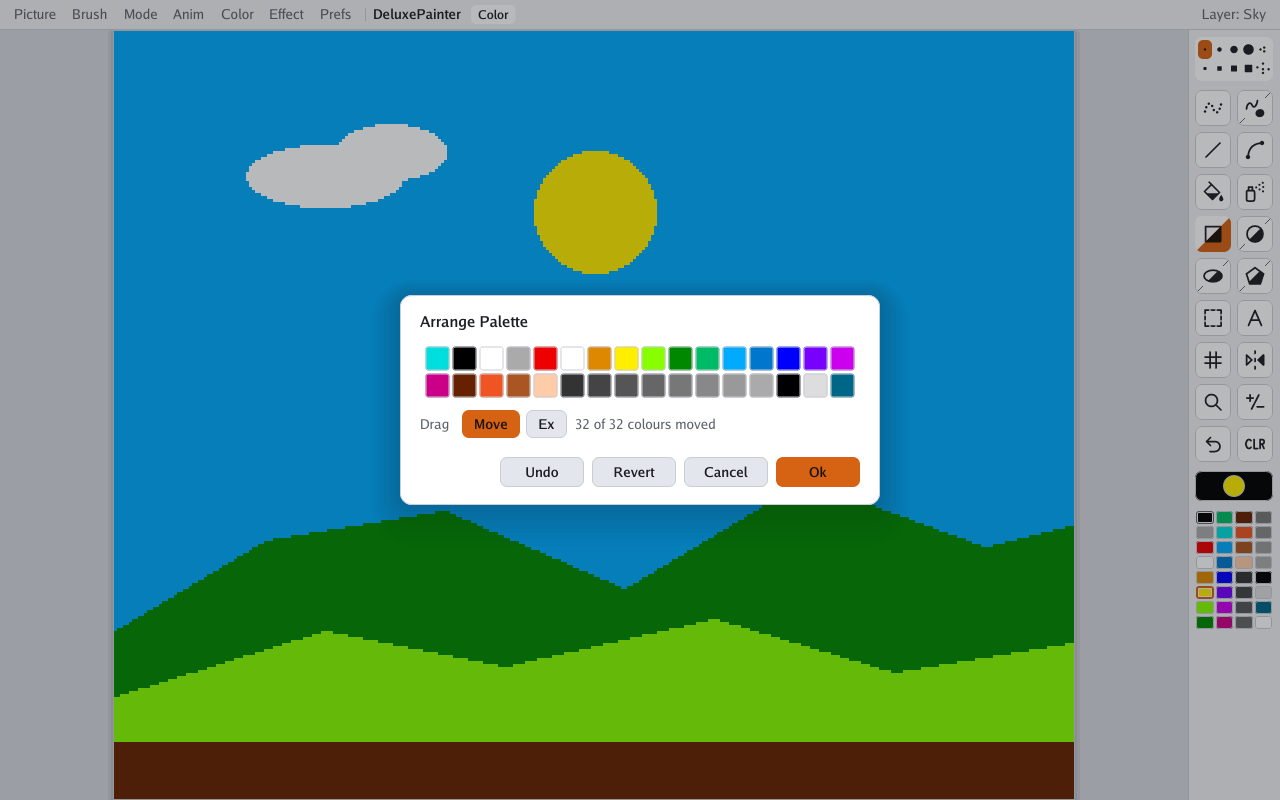 Picture Brush Mode Anim Color Effect Prefs DeluxePainter Color Layer: Sky
Arrange Palette
Drag Move Ex 32 of 32 colours moved
Undo Revert Cancel Ok
A
+/-
CLR